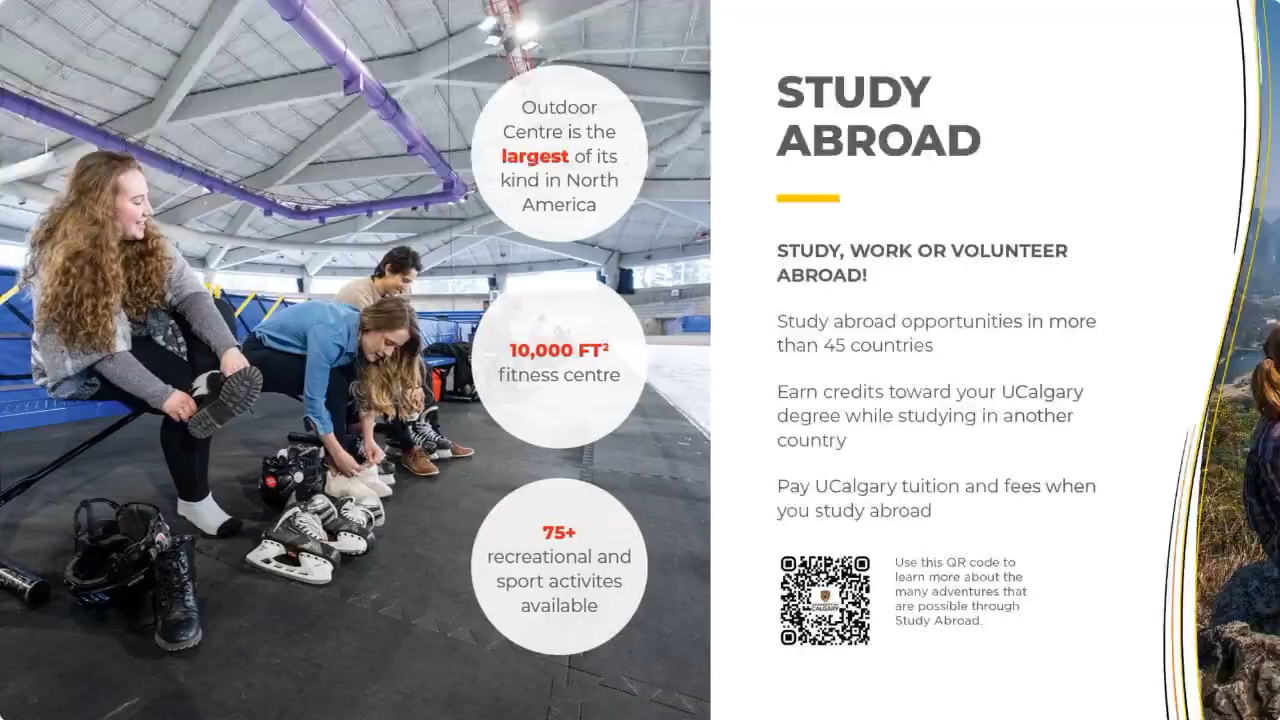 Outdoor
Centre is the
largest of its
kind in North
America
10,000 FT²
fitness centre
75+
recreational and
sport activites
available
STUDY
ABROAD
STUDY, WORK OR VOLUNTEER
ABROAD!
Study abroad opportunities in more
than 45 countries
Earn credits toward your UCalgary
degree while studying in another
country
Pay UCalgary tuition and fees when
you study abroad
UNIVERSITY OF
CALGARY
Use this QR code to
learn more about the
many adventures that
are possible through
Study Abroad.